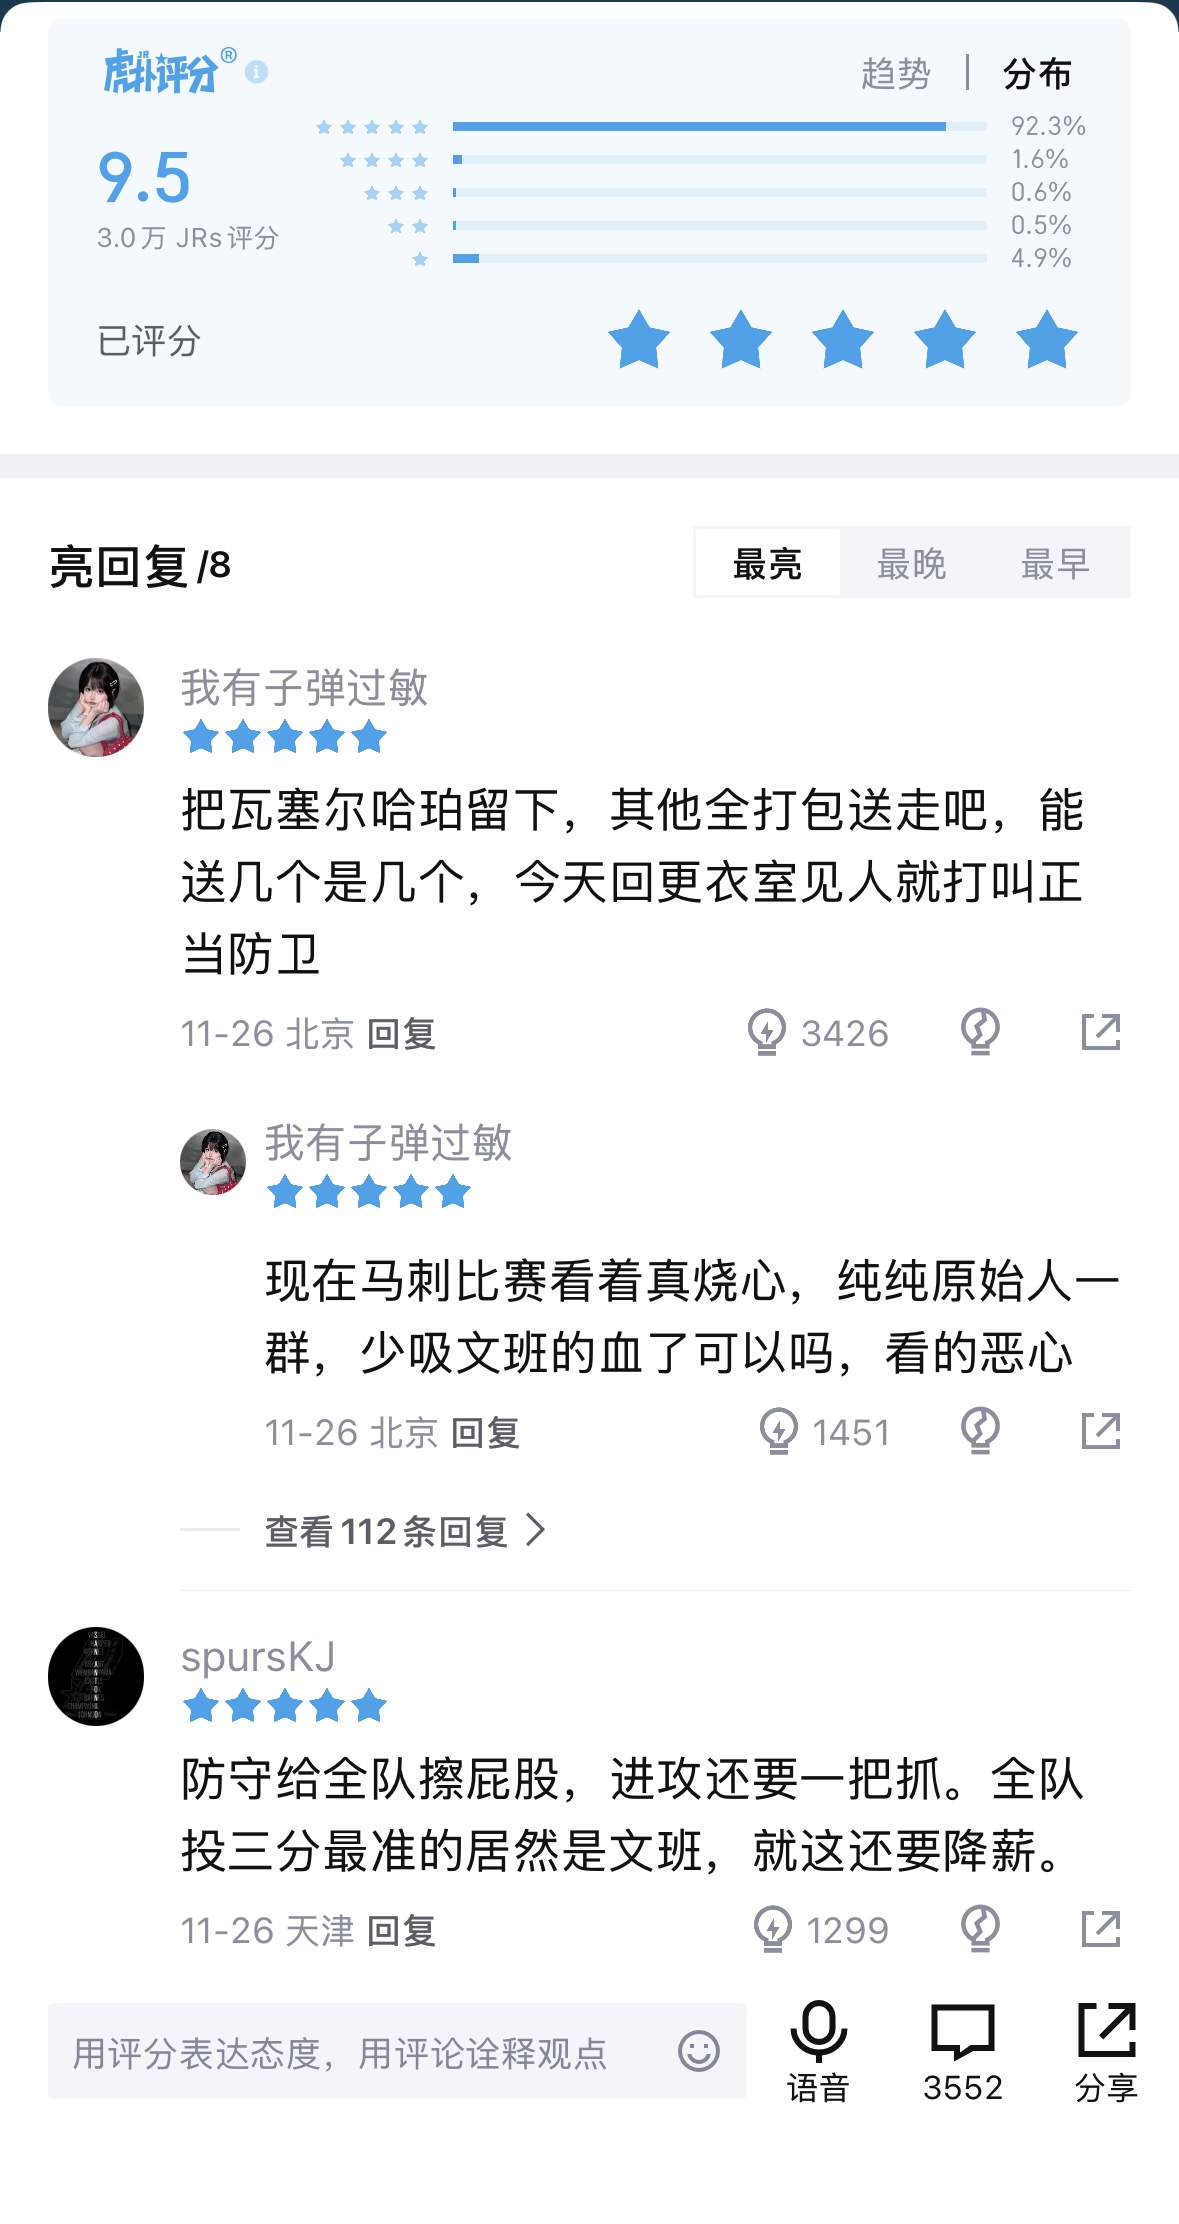 虎扑评分®
趋势 | 分布
92.3%
1.6%
0.6%
0.5%
4.9%
9.5
3.0万 JRs评分
已评分
亮回复/8
最亮 最晚 最早
我有子弹过敏
把瓦塞尔哈珀留下，其他全打包送走吧，能
送几个是几个，今天回更衣室见人就打叫正
当防卫
11-26 北京 回复 3426
我有子弹过敏
现在马刺比赛看着真烧心，纯纯原始人一
群，少吸文班的血了可以吗，看的恶心
11-26 北京 回复 1451
查看112条回复
spursKJ
防守给全队擦屁股，进攻还要一把抓。全队
投三分最准的居然是文班，就这还要降薪。
11-26 天津 回复 1299
用评分表达态度，用评论诠释观点
语音 3552 分享